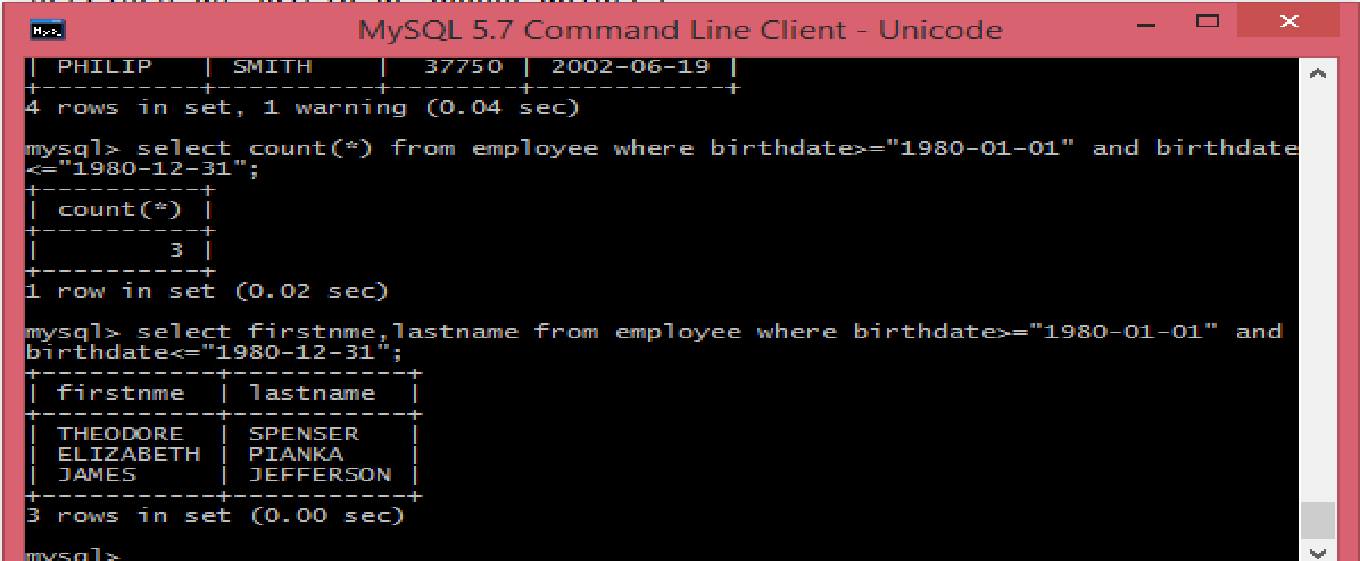 MySQL 5.7 Command Line Client - Unicode
| PHILIP | SMITH | 37750 | 2002-06-19 |
+----------+----------+--------+------------+
4 rows in set, 1 warning (0.04 sec)
mysql> select count(*) from employee where birthdate>="1980-01-01" and birthdate
<="1980-12-31";
+----------+
| count(*) |
+----------+
| 3 |
+----------+
1 row in set (0.02 sec)
mysql> select firstnme,lastname from employee where birthdate>="1980-01-01" and
birthdate<="1980-12-31";
+-----------+-----------+
| firstnme | lastname |
+-----------+-----------+
| THEODORE | SPENSER |
| ELIZABETH | PIANKA |
| JAMES | JEFFERSON |
+-----------+-----------+
3 rows in set (0.00 sec)
mysql>